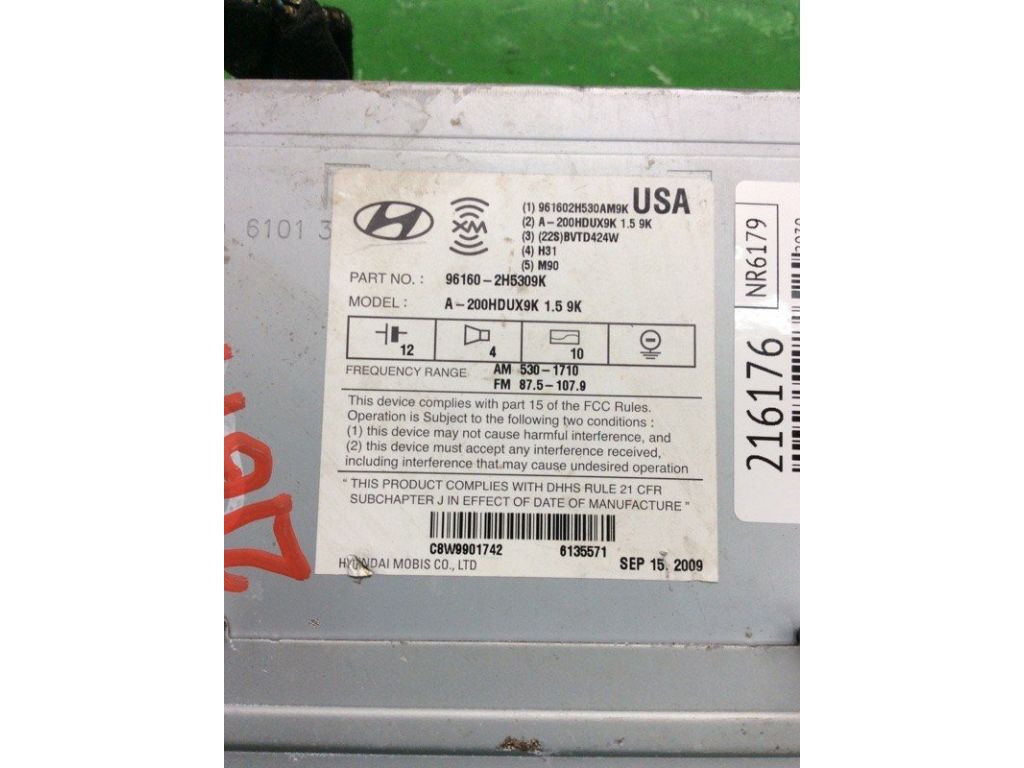 6101 3
XM
USA
(1) 961602H530AM9K
(2) A-200HDUX9K 1.5 9K
(3) (22S)BVTD424W
(4) H31
(5) M90
PART NO. : 96160-2H5309K
MODEL : A-200HDUX9K 1.5 9K
12 4 10
FREQUENCY RANGE AM 530-1710
FM 87.5-107.9
This device complies with part 15 of the FCC Rules.
Operation is Subject to the following two conditions :
(1) this device may not cause harmful interference, and
(2) this device must accept any interference received,
including interference that may cause undesired operation
" THIS PRODUCT COMPLIES WITH DHHS RULE 21 CFR
SUBCHAPTER J IN EFFECT OF DATE OF MANUFACTURE "
C8W9901742 6135571
HYUNDAI MOBIS CO., LTD SEP 15. 2009
NR6179
216176